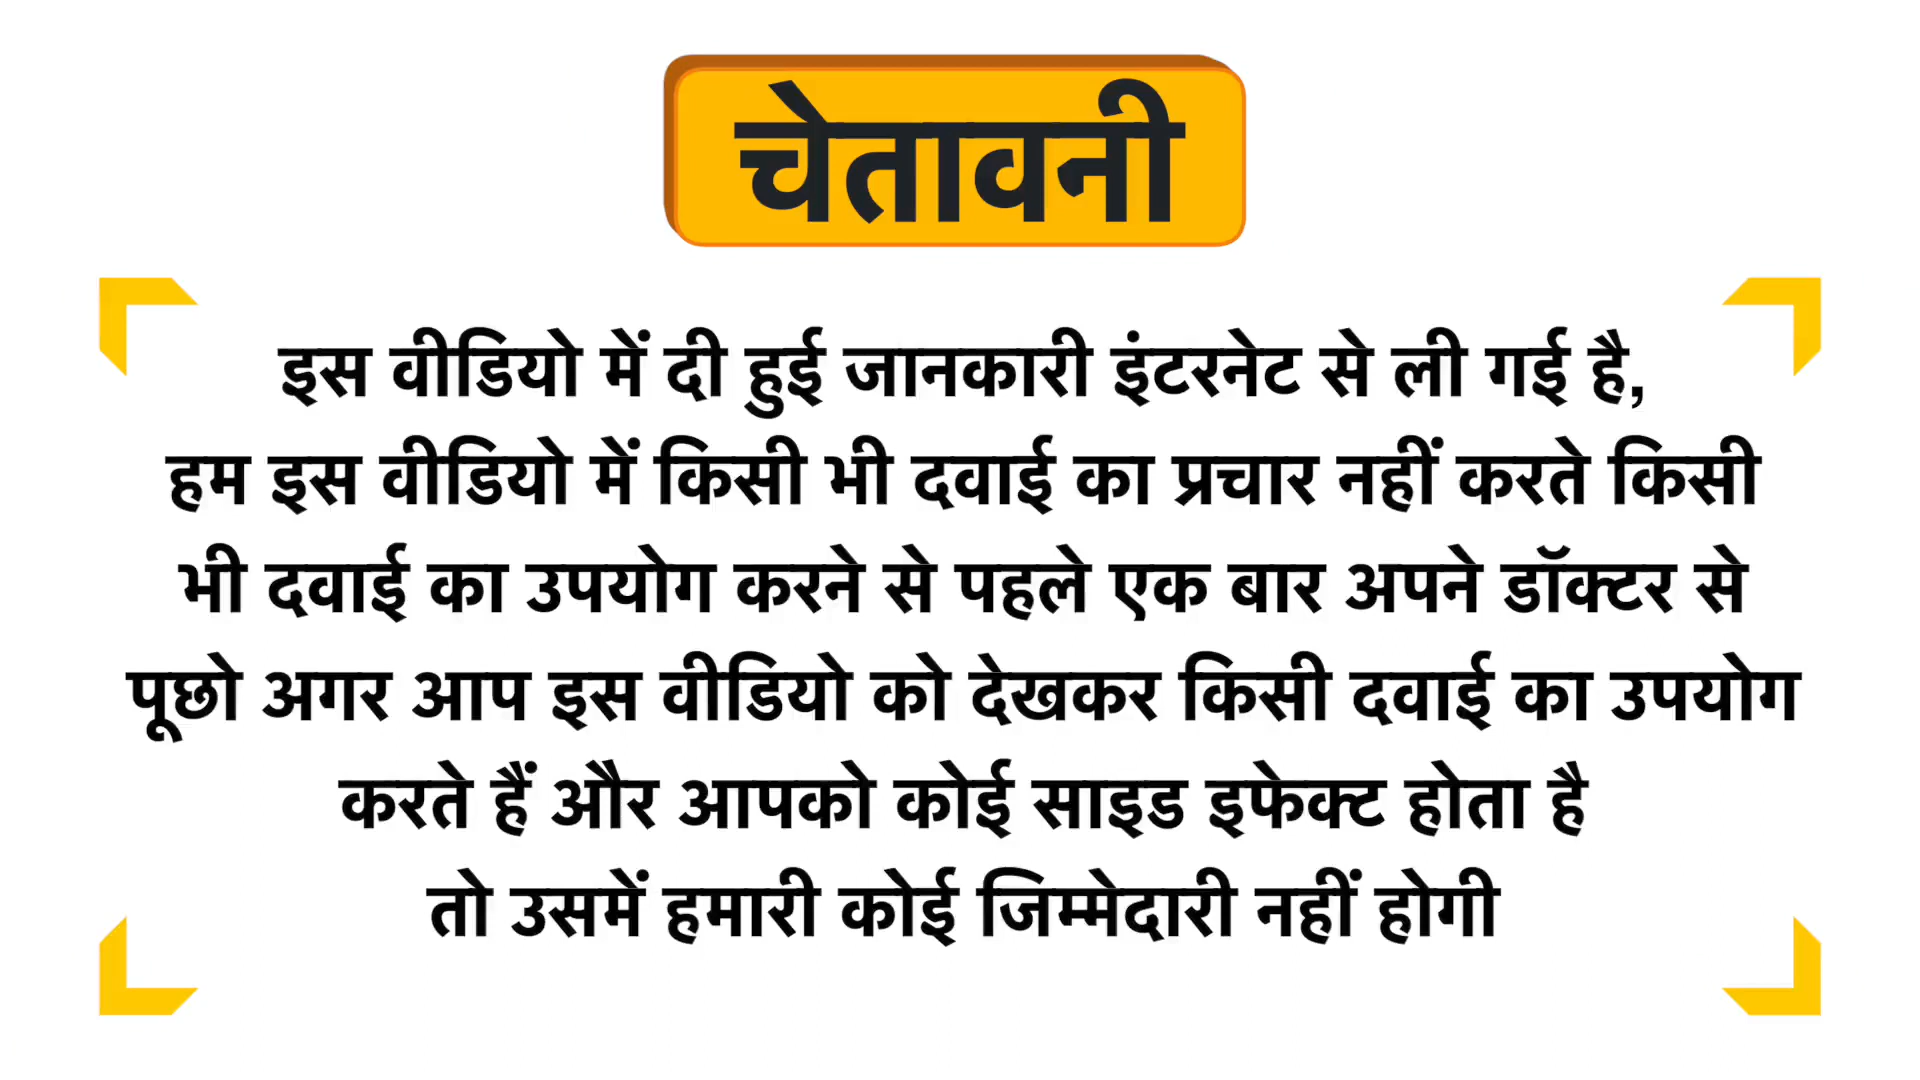 चेतावनी
इस वीडियो में दी हुई जानकारी इंटरनेट से ली गई है,
हम इस वीडियो में किसी भी दवाई का प्रचार नहीं करते किसी
भी दवाई का उपयोग करने से पहले एक बार अपने डॉक्टर से
पूछो अगर आप इस वीडियो को देखकर किसी दवाई का उपयोग
करते हैं और आपको कोई साइड इफेक्ट होता है
तो उसमें हमारी कोई जिम्मेदारी नहीं होगी